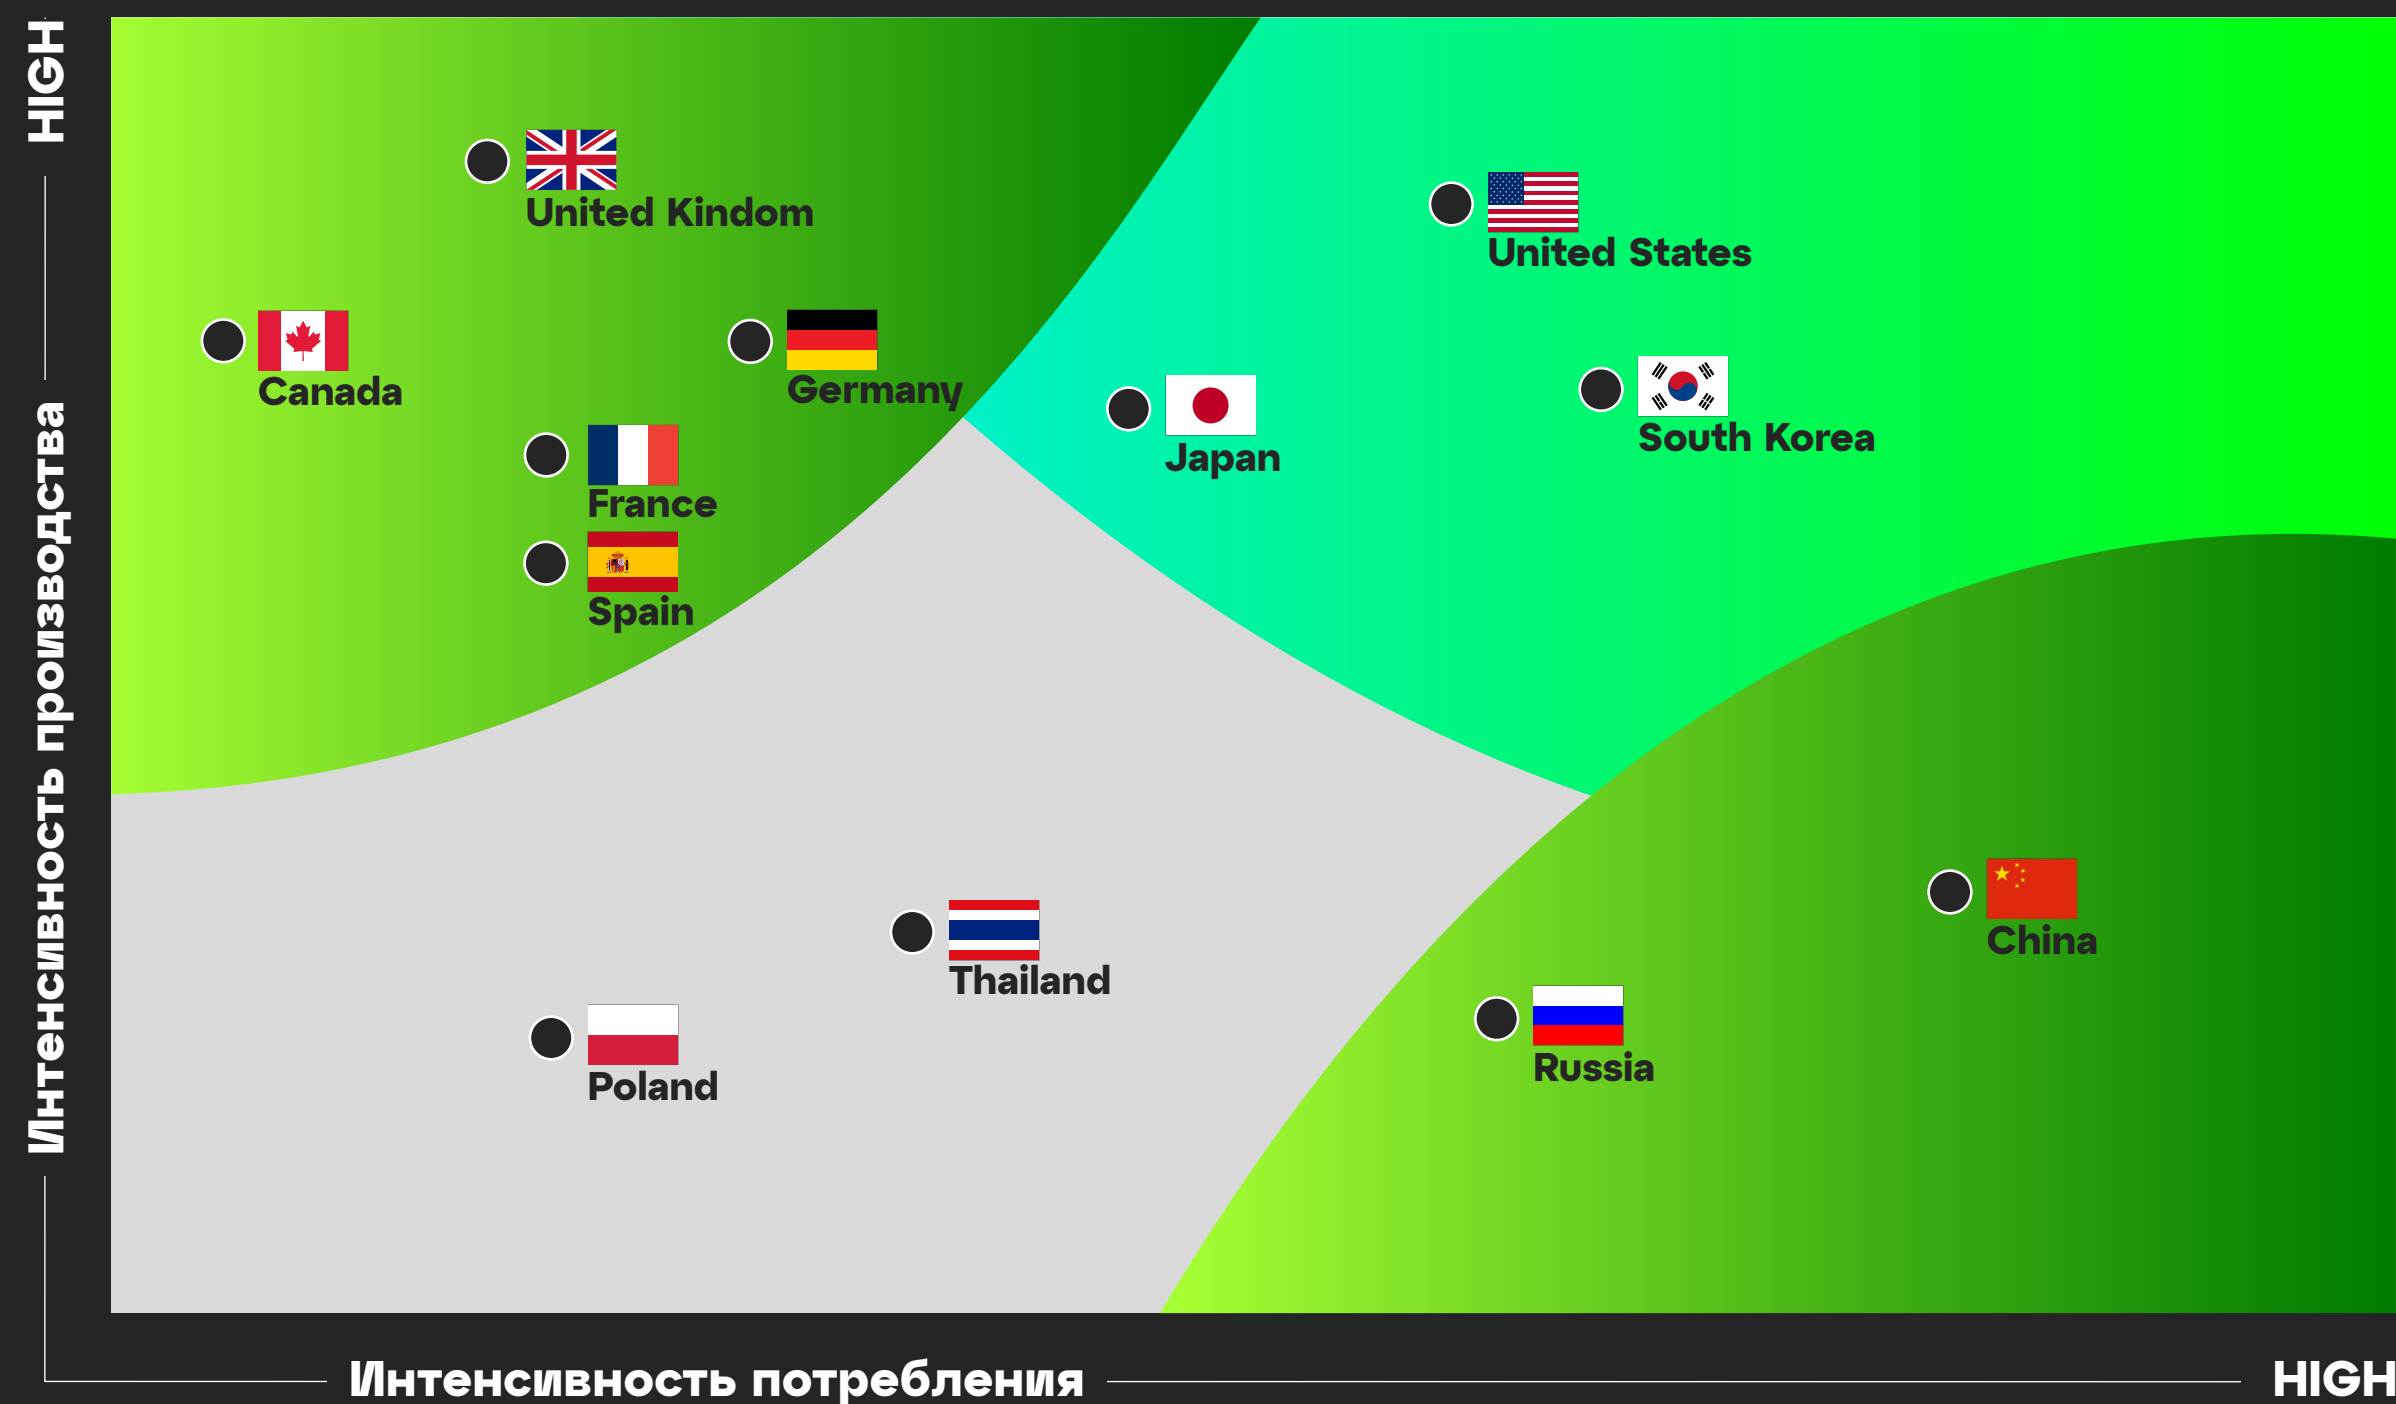 HIGH
Интенсивность производства
United Kindom
United States
Canada
Germany
South Korea
Japan
France
Spain
China
Thailand
Russia
Poland
Интенсивность потребления
HIGH